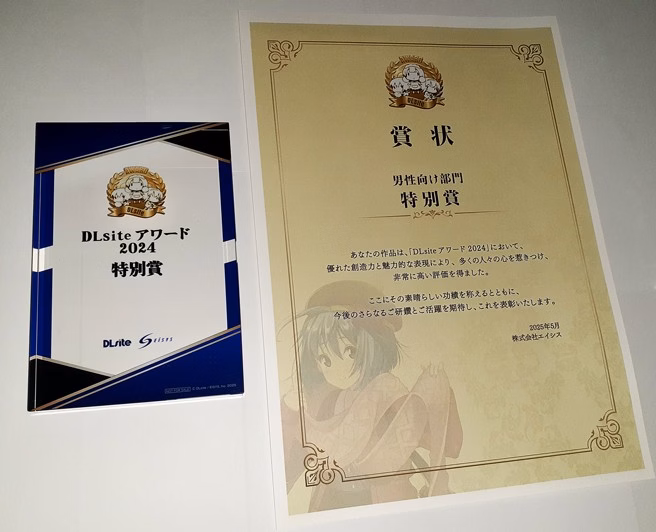 DLsite
DLsite アワード
2024
特別賞
DLsite
eisys
DLSITE
賞状
男性向け部門
特別賞
あなたの作品は、「DLsite アワード 2024」において、
優れた創造力と魅力的な表現により、多くの人々の心を惹きつけ、
非常に高い評価を得ました。
ここにその素晴らしい功績を称えるとともに、
今後のさらなるご研鑽とご活躍を期待し、これを表彰いたします。
2025年5月
株式会社エイシス